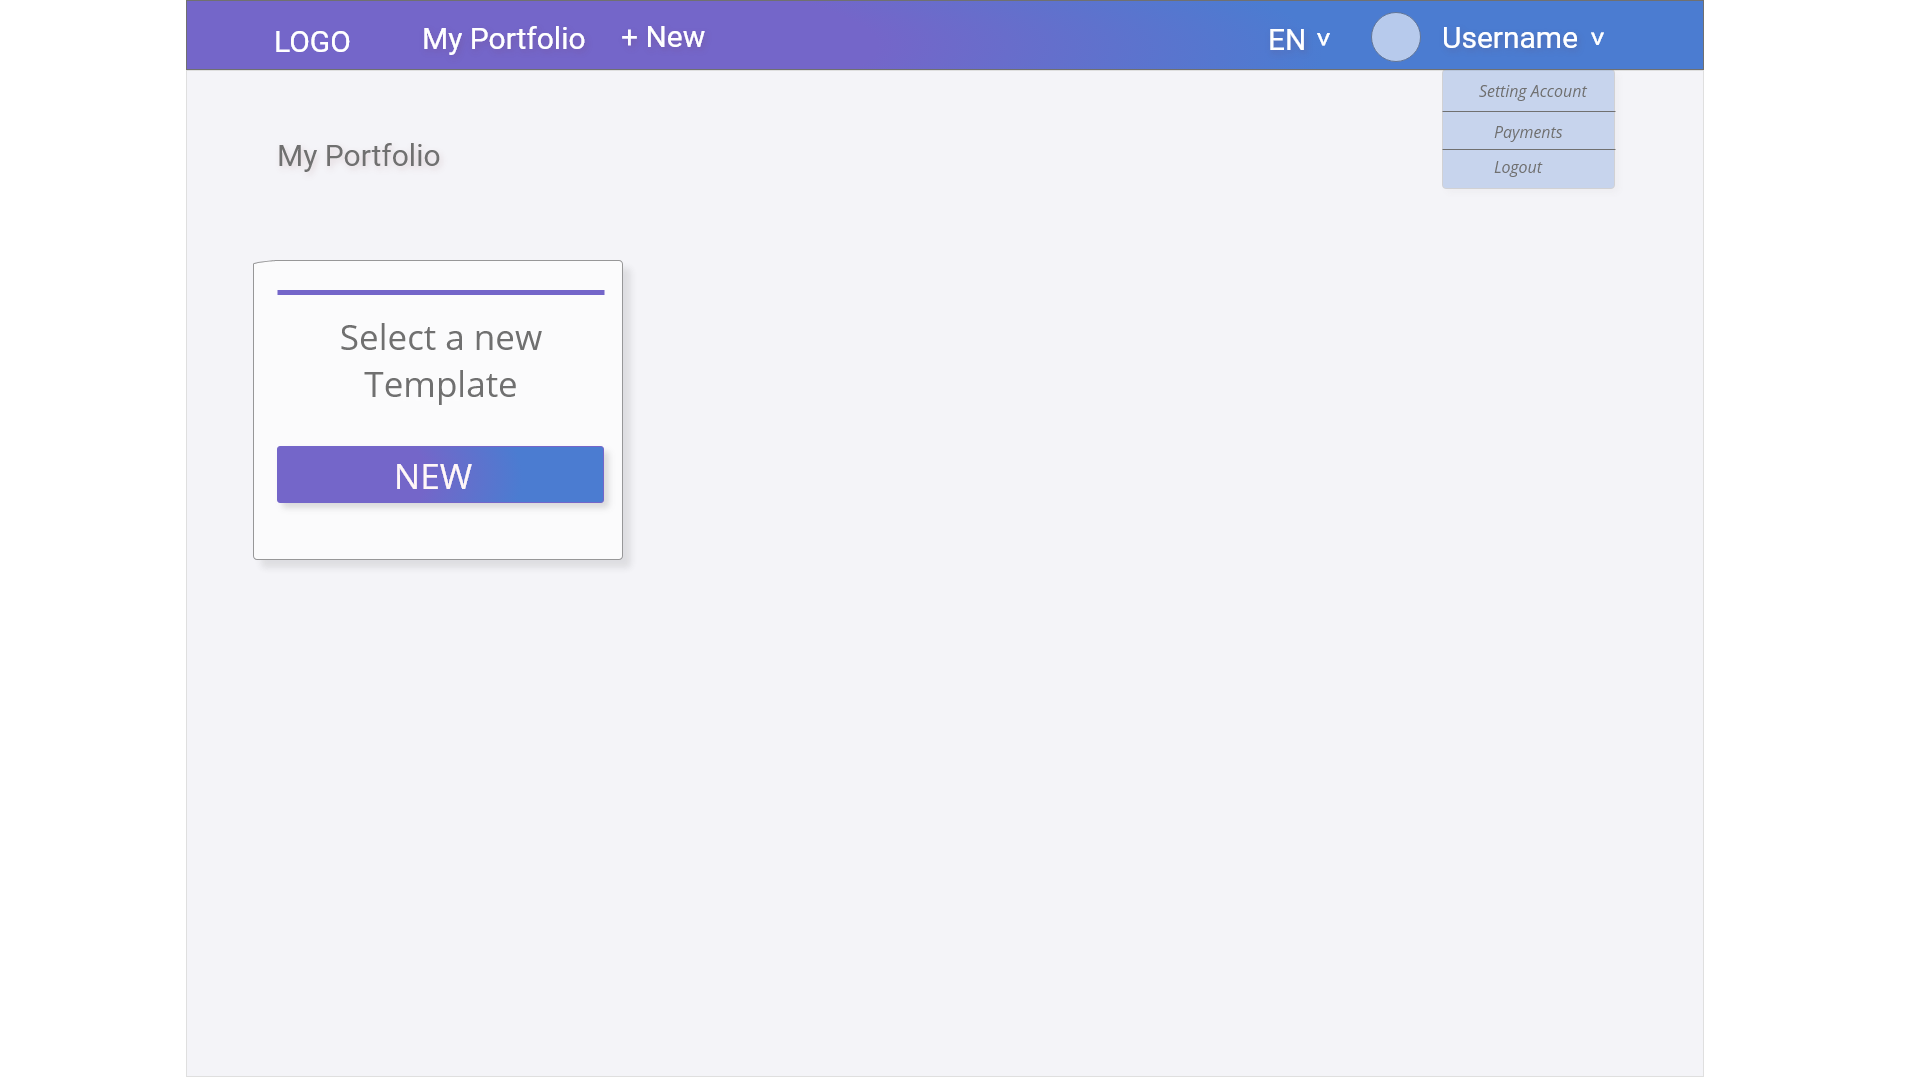 LOGO My Portfolio + New EN v Username v
Setting Account
Payments
Logout
My Portfolio
Select a new
Template
NEW